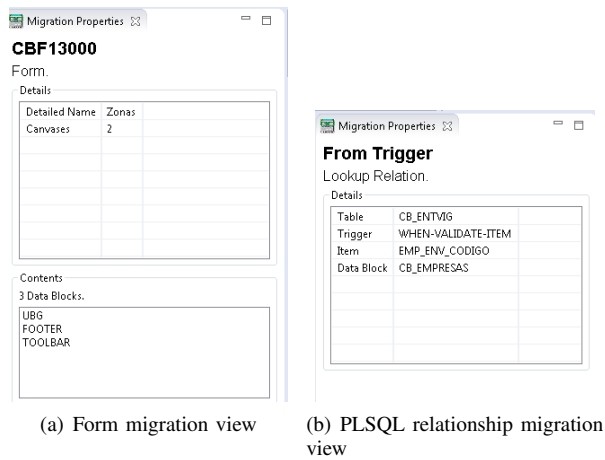 Migration Properties
CBF13000
Form.
Details
Detailed Name Zonas
Canvases 2
Contents
3 Data Blocks.
UBG
FOOTER
TOOLBAR
(a) Form migration view
Migration Properties
From Trigger
Lookup Relation.
Details
Table CB_ENTVIG
Trigger WHEN-VALIDATE-ITEM
Item EMP_ENV_CODIGO
Data Block CB_EMPRESAS
(b) PLSQL relationship migration
view